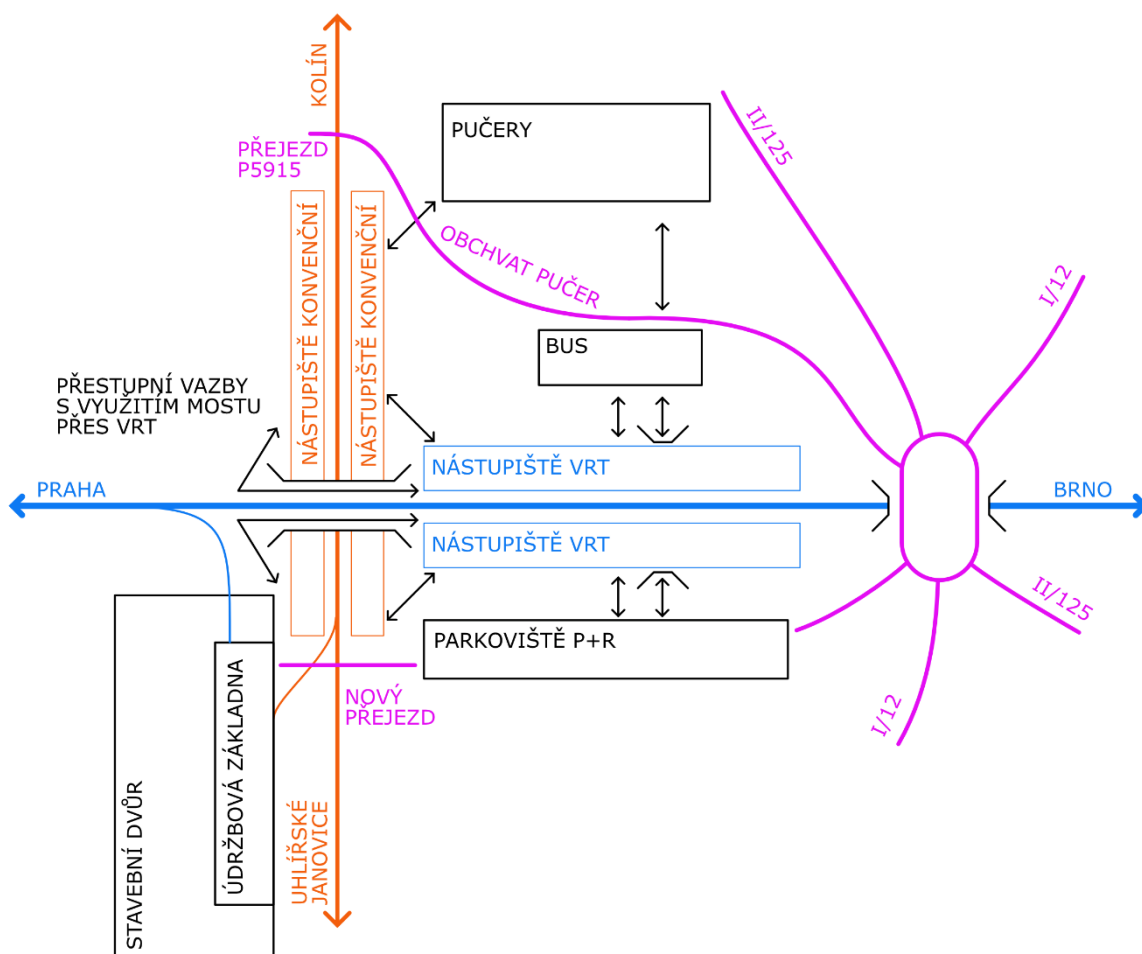 KOLÍN
PUČERY
II/125
PŘEJEZD
P5915
NÁSTUPIŠTĚ KONVENČNÍ
NÁSTUPIŠTĚ KONVENČNÍ
OBCHVAT PUČER
I/12
BUS
PŘESTUPNÍ VAZBY
S VYUŽITÍM MOSTU
PŘES VRT
NÁSTUPIŠTĚ VRT
PRAHA
BRNO
NÁSTUPIŠTĚ VRT
II/125
PARKOVIŠTĚ P+R
NOVÝ
PŘEJEZD
I/12
ÚDRŽBOVÁ ZÁKLADNA
STAVEBNÍ DVŮR
UHLÍŘSKÉ
JANOVICE